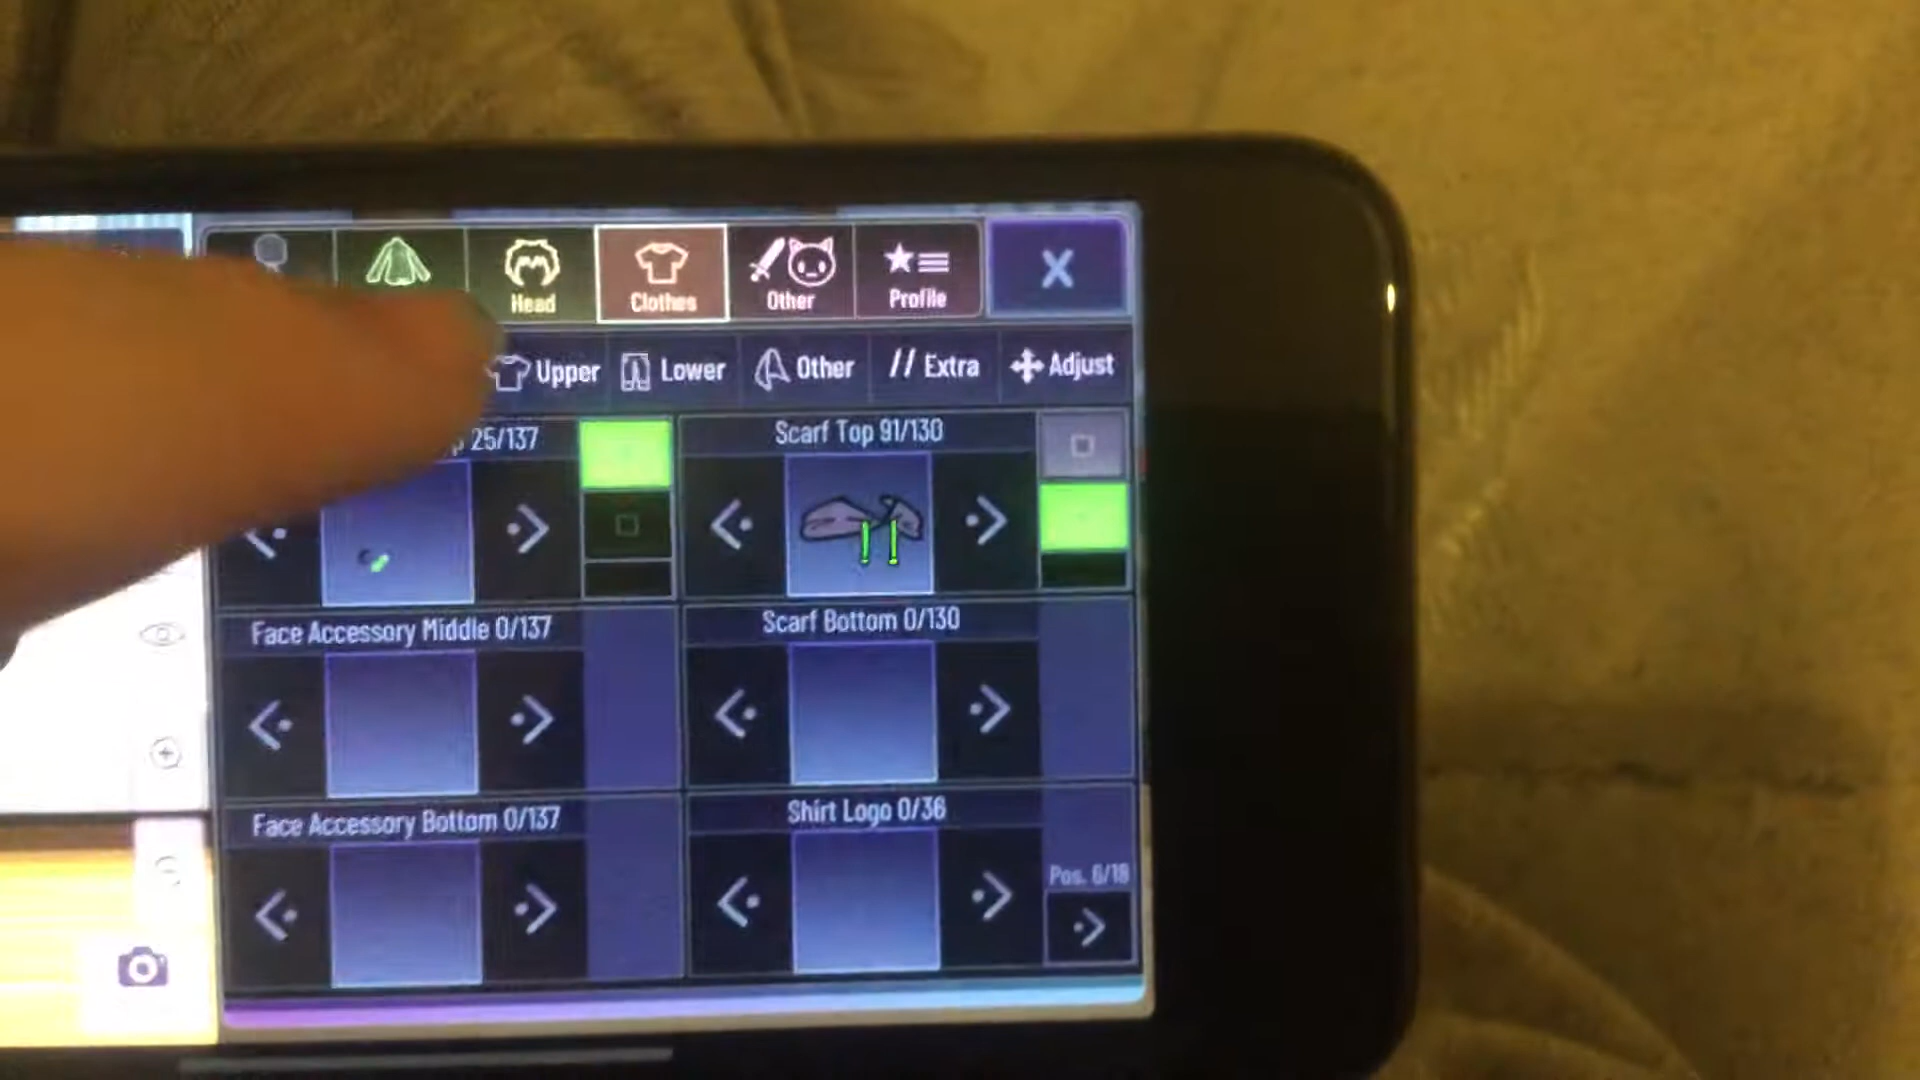 Head
Clothes
Other
Profile
X
Upper
Lower
Other
// Extra
Adjust
p 25/137
Scarf Top 91/130
Face Accessory Middle 0/137
Scarf Bottom 0/130
Face Accessory Bottom 0/137
Shirt Logo 0/36
Pos. 6/18